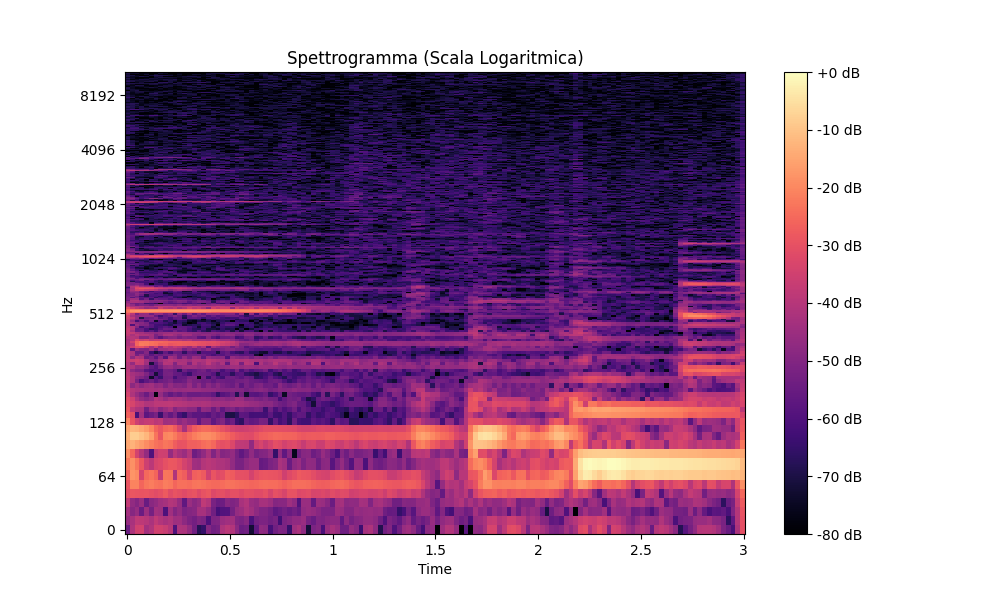 Spettrogramma (Scala Logaritmica)
Hz
8192
4096
2048
1024
512
256
128
64
0
0
0.5
1
1.5
2
2.5
3
Time
+0 dB
-10 dB
-20 dB
-30 dB
-40 dB
-50 dB
-60 dB
-70 dB
-80 dB